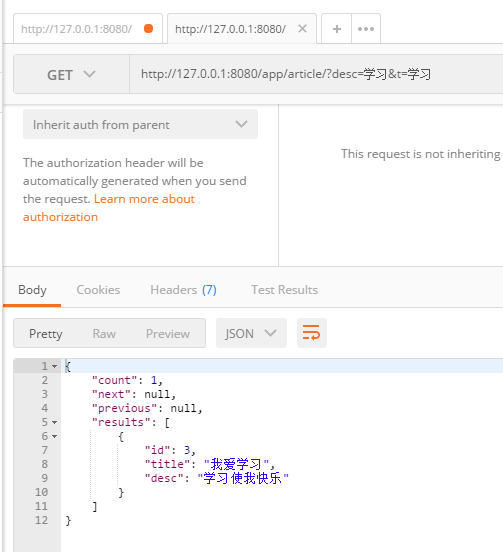 http://127.0.0.1:8080/ http://127.0.0.1:8080/ × + •••
GET http://127.0.0.1:8080/app/article/?desc=学习&t=学习
Inherit auth from parent
The authorization header will be
automatically generated when you send
the request. Learn more about
authorization
This request is not inheriting
Body Cookies Headers (7) Test Results
Pretty Raw Preview JSON
1 {
2 "count": 1,
3 "next": null,
4 "previous": null,
5 "results": [
6 {
7 "id": 3,
8 "title": "我爱学习",
9 "desc": "学习使我快乐"
10 }
11 ]
12 }